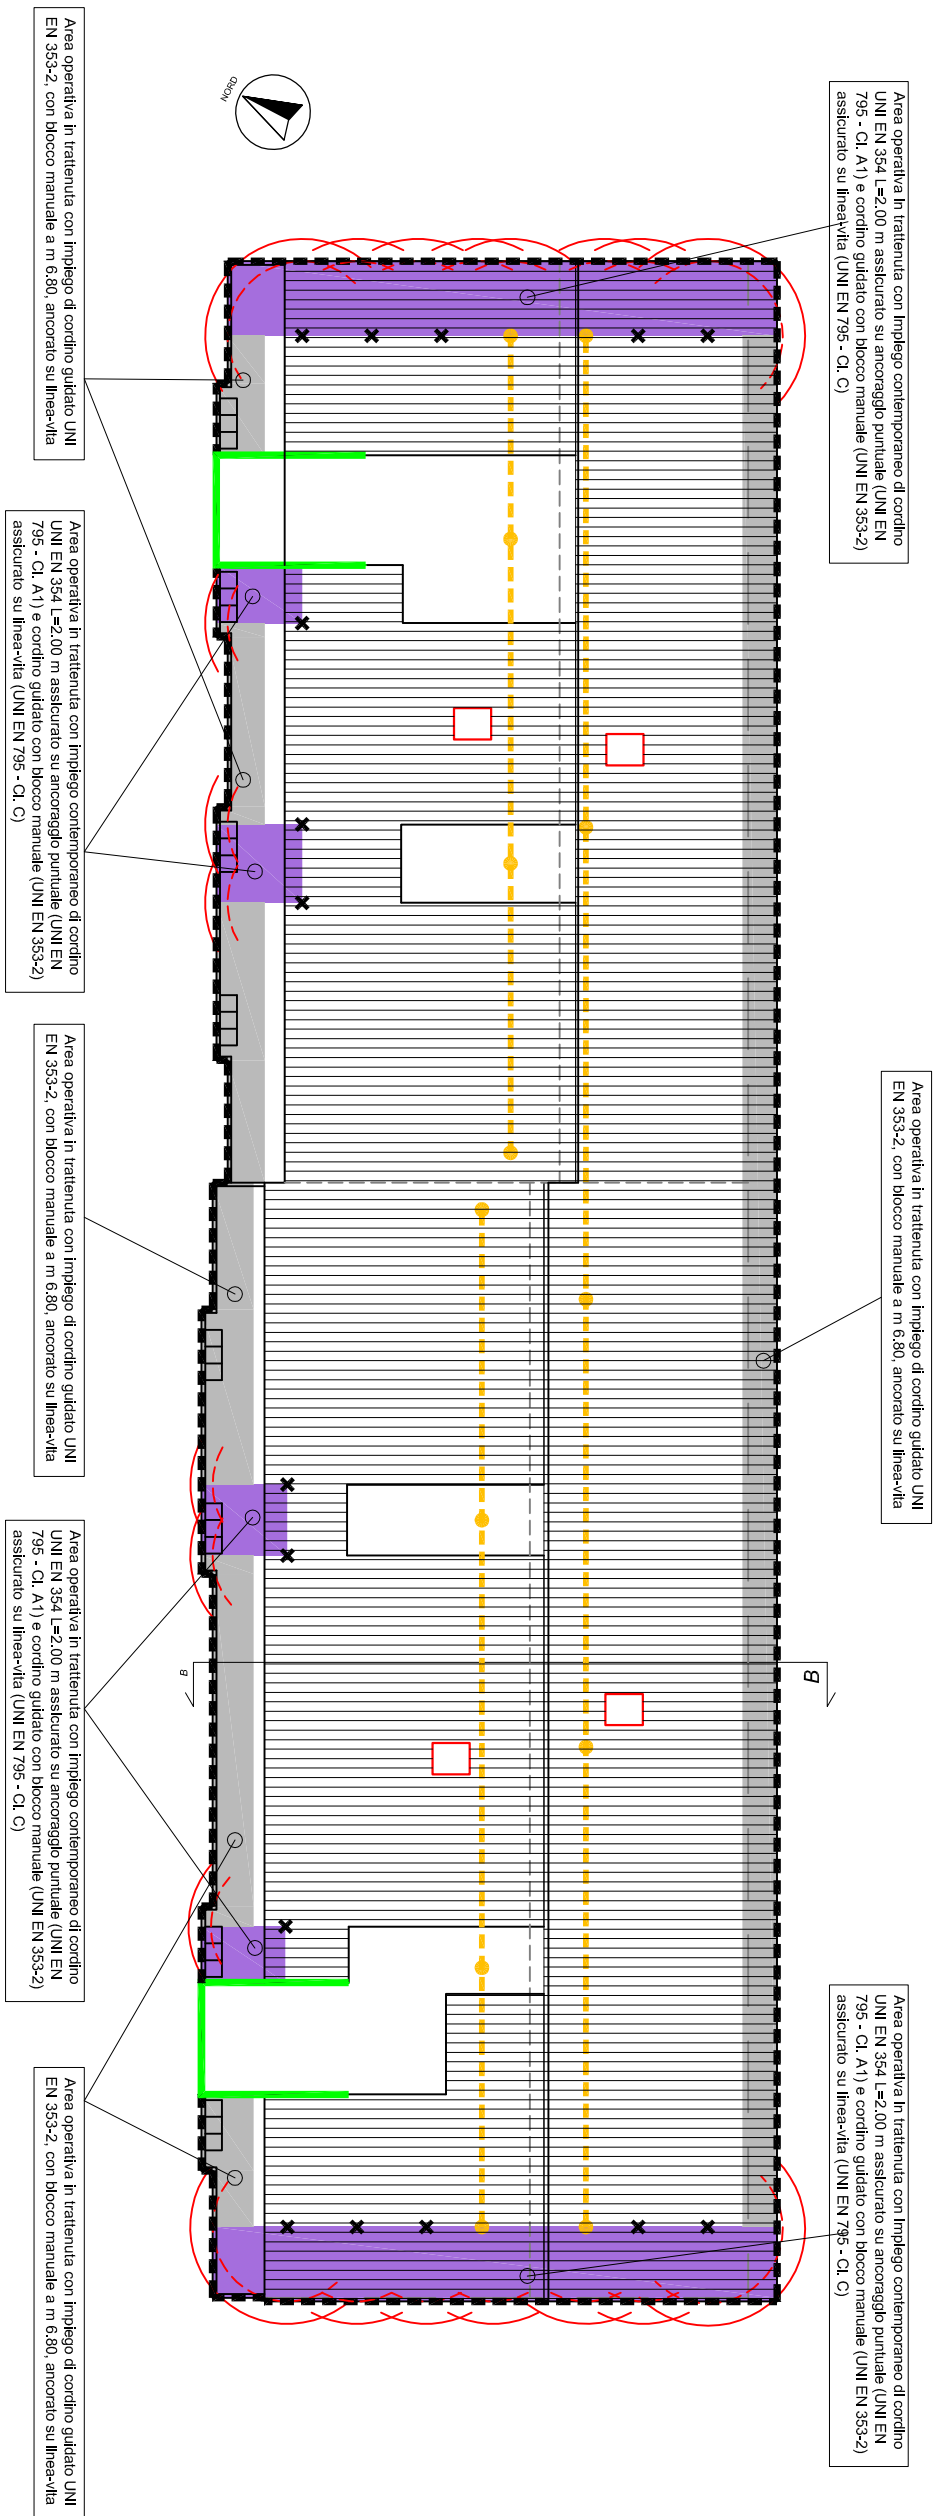 Area operativa in trattenuta con impiego contemporaneo di cordino
UNI EN 354 L=2.00 m assicurato su ancoraggio puntuale (UNI EN
795 - Cl. A1) e cordino guidato con blocco manuale (UNI EN 353-2)
assicurato su linea-vita (UNI EN 795 - Cl. C)
Area operativa in trattenuta con impiego di cordino guidato UNI
EN 353-2, con blocco manuale a m 6.80, ancorato su linea-vita
Area operativa in trattenuta con impiego contemporaneo di cordino
UNI EN 354 L=2.00 m assicurato su ancoraggio puntuale (UNI EN
795 - Cl. A1) e cordino guidato con blocco manuale (UNI EN 353-2)
assicurato su linea-vita (UNI EN 795 - Cl. C)
NORD
B
B
Area operativa in trattenuta con impiego di cordino guidato UNI
EN 353-2, con blocco manuale a m 6.80, ancorato su linea-vita
Area operativa in trattenuta con impiego contemporaneo di cordino
UNI EN 354 L=2.00 m assicurato su ancoraggio puntuale (UNI EN
795 - Cl. A1) e cordino guidato con blocco manuale (UNI EN 353-2)
assicurato su linea-vita (UNI EN 795 - Cl. C)
Area operativa in trattenuta con impiego di cordino guidato UNI
EN 353-2, con blocco manuale a m 6.80, ancorato su linea-vita
Area operativa in trattenuta con impiego contemporaneo di cordino
UNI EN 354 L=2.00 m assicurato su ancoraggio puntuale (UNI EN
795 - Cl. A1) e cordino guidato con blocco manuale (UNI EN 353-2)
assicurato su linea-vita (UNI EN 795 - Cl. C)
Area operativa in trattenuta con impiego di cordino guidato UNI
EN 353-2, con blocco manuale a m 6.80, ancorato su linea-vita